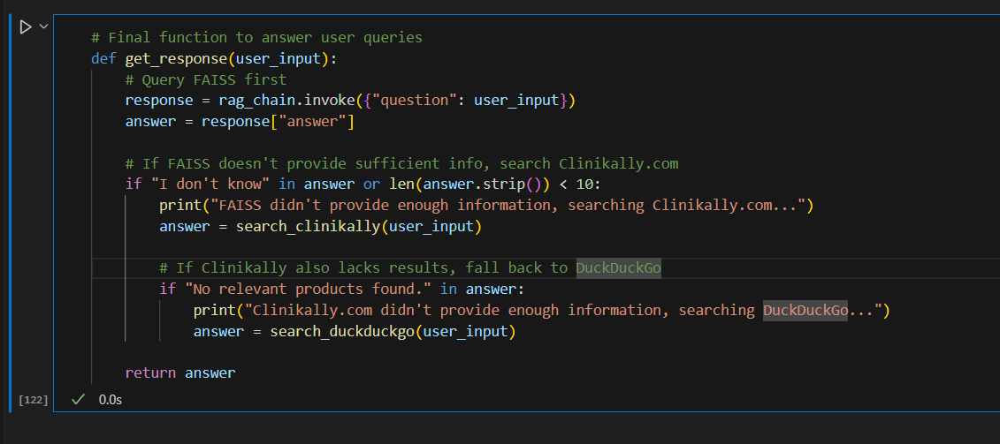 # Final function to answer user queries
def get_response(user_input):
    # Query FAISS first
    response = rag_chain.invoke({"question": user_input})
    answer = response["answer"]

    # If FAISS doesn't provide sufficient info, search Clinikally.com
    if "I don't know" in answer or len(answer.strip()) < 10:
        print("FAISS didn't provide enough information, searching Clinikally.com...")
        answer = search_clinikally(user_input)

        # If Clinikally also lacks results, fall back to DuckDuckGo
        if "No relevant products found." in answer:
            print("Clinikally.com didn't provide enough information, searching DuckDuckGo...")
            answer = search_duckduckgo(user_input)

    return answer
[122] ✓ 0.0s